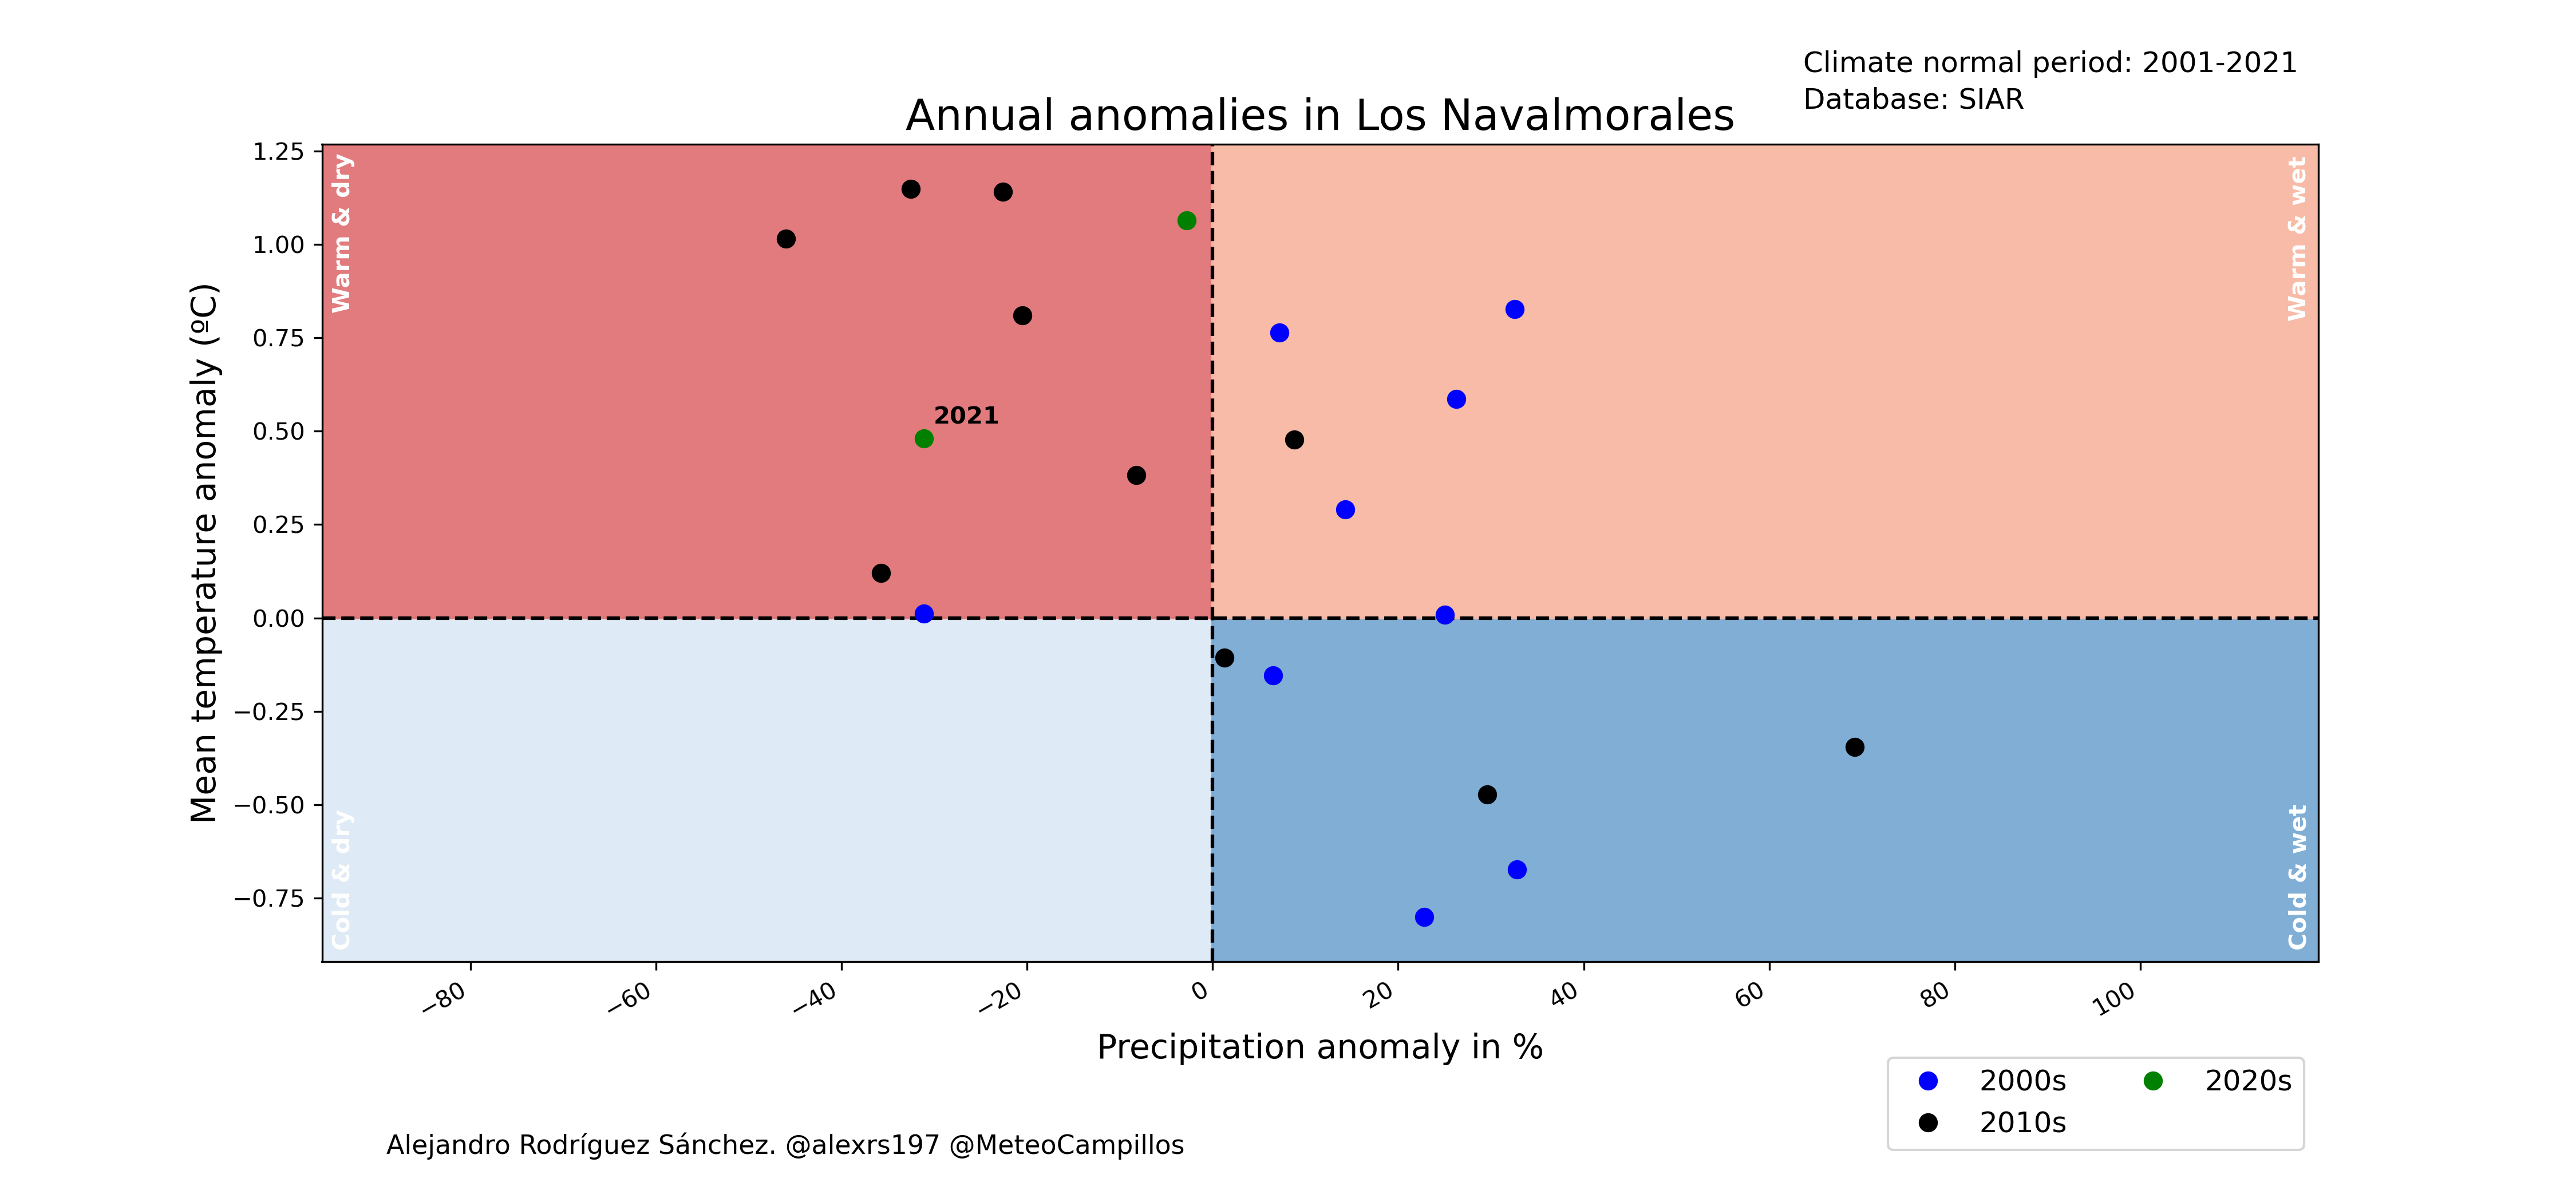 Climate normal period: 2001-2021
Database: SIAR
Annual anomalies in Los Navalmorales
Warm & dry
Warm & wet
Cold & dry
Cold & wet
2021
Mean temperature anomaly (ºC)
1.25
1.00
0.75
0.50
0.25
0.00
−0.25
−0.50
−0.75
−80
−60
−40
−20
0
20
40
60
80
100
Precipitation anomaly in %
2000s
2010s
2020s
Alejandro Rodríguez Sánchez. @alexrs197 @MeteoCampillos